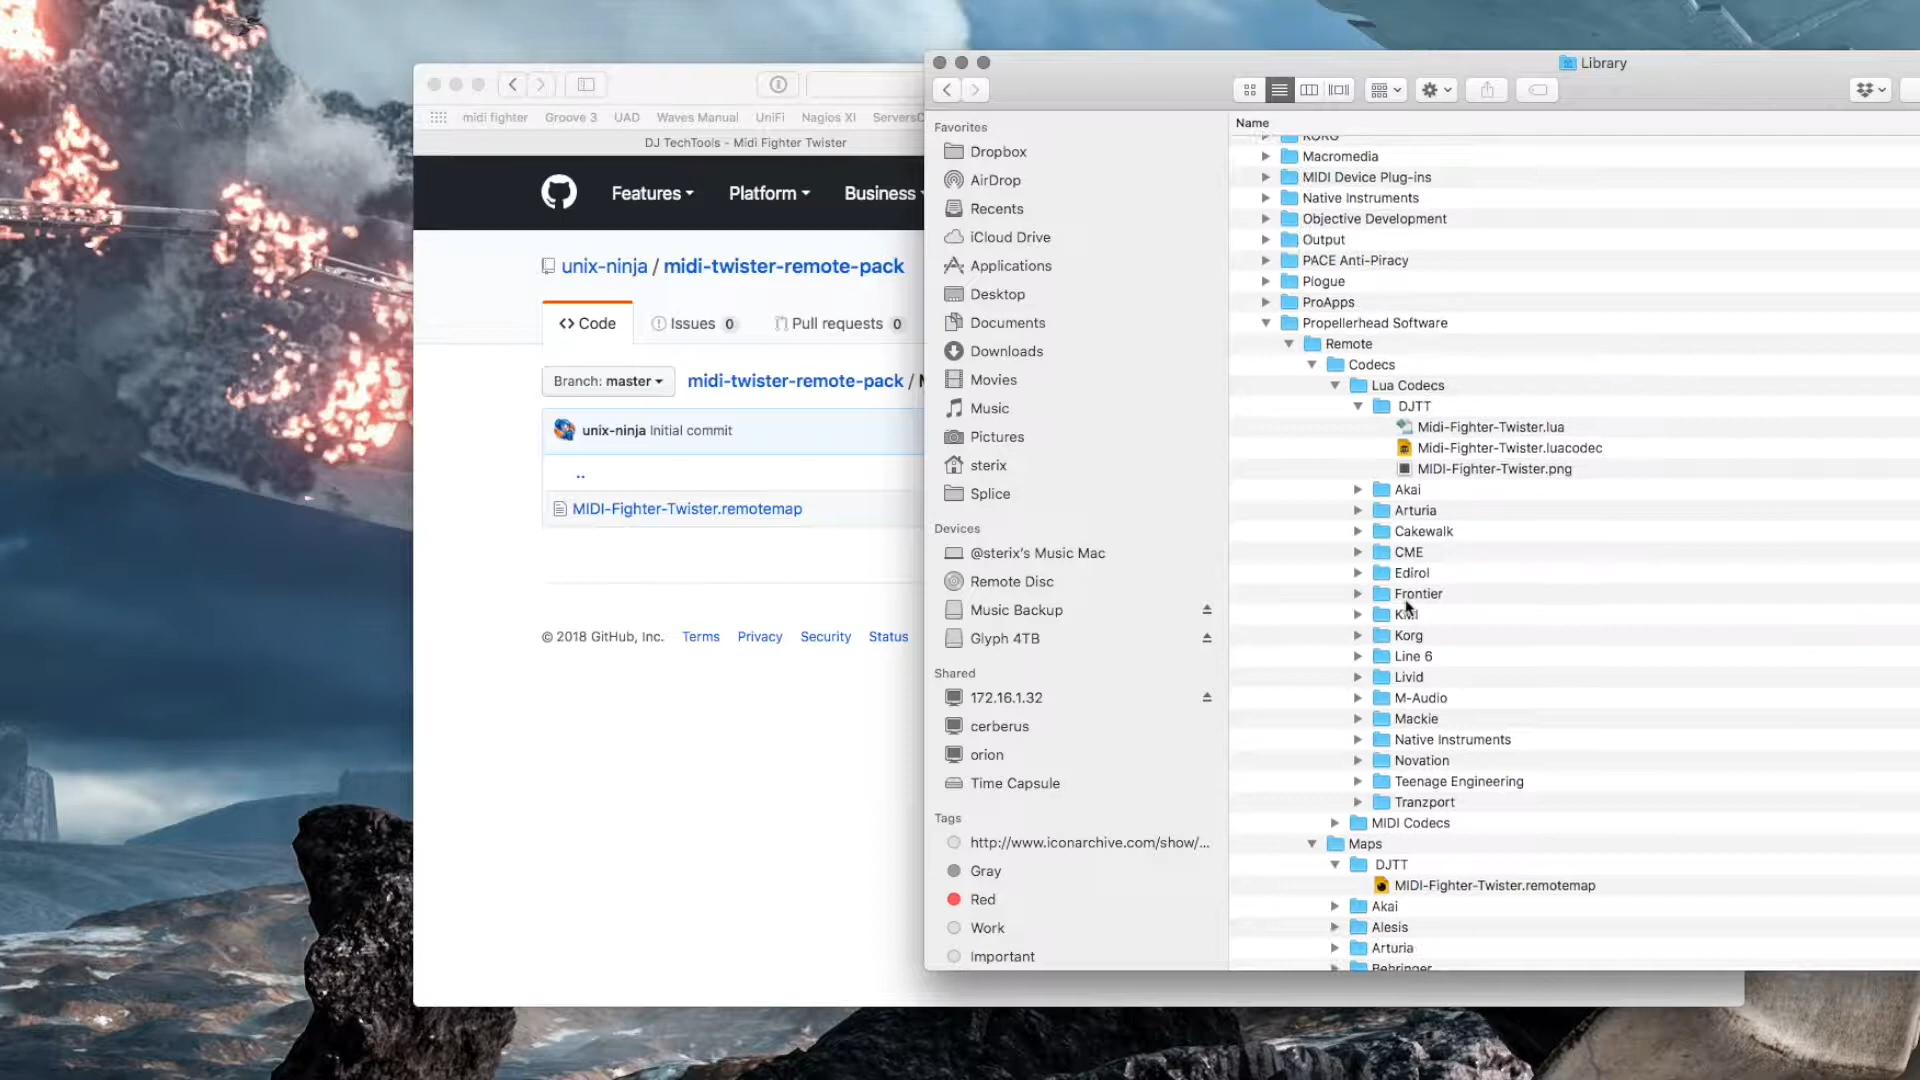 midi fighter
Groove 3
UAD
Waves Manual
UniFi
Nagios XI
DJ TechTools - Midi Fighter Twister
Features
Platform
Business
unix-ninja / midi-twister-remote-pack
<> Code
Issues 0
Pull requests 0
Branch: master
midi-twister-remote-pack /
unix-ninja Initial commit
..
MIDI-Fighter-Twister.remotemap
© 2018 GitHub, Inc.
Terms
Privacy
Security
Status
Library
Favorites
Dropbox
AirDrop
Recents
iCloud Drive
Applications
Desktop
Documents
Downloads
Movies
Music
Pictures
sterix
Splice
Devices
@sterix's Music Mac
Remote Disc
Music Backup
Glyph 4TB
Shared
172.16.1.32
cerberus
orion
Time Capsule
Tags
http://www.iconarchive.com/show/...
Gray
Red
Work
Important
Name
KORG
Macromedia
MIDI Device Plug-ins
Native Instruments
Objective Development
Output
PACE Anti-Piracy
Plogue
ProApps
Propellerhead Software
Remote
Codecs
Lua Codecs
DJTT
Midi-Fighter-Twister.lua
Midi-Fighter-Twister.luacodec
MIDI-Fighter-Twister.png
Akai
Arturia
Cakewalk
CME
Edirol
Frontier
Korg
Line 6
Livid
M-Audio
Mackie
Native Instruments
Novation
Teenage Engineering
Tranzport
MIDI Codecs
Maps
DJTT
MIDI-Fighter-Twister.remotemap
Akai
Alesis
Arturia
Behringer